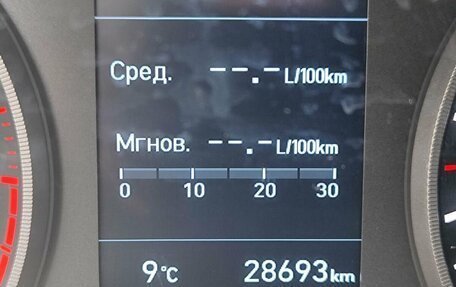 Сред. --.- L/100km
Мгнов. --.- L/100km
0 10 20 30
9°C 28693 km